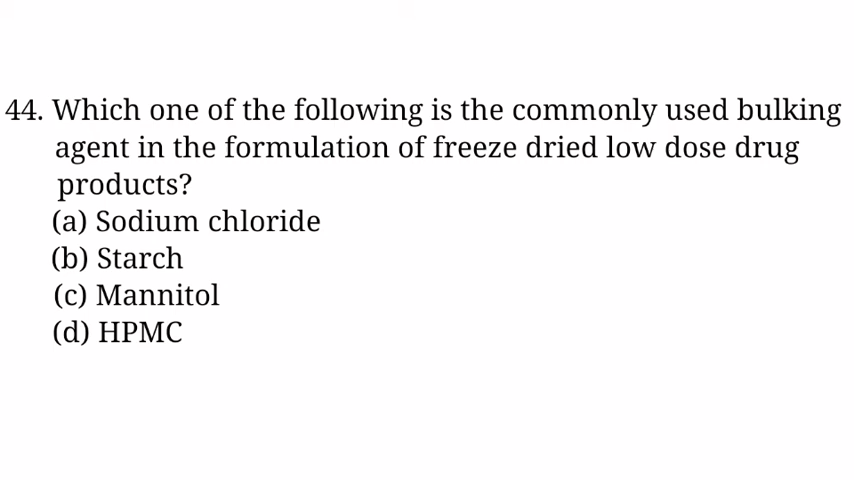 44. Which one of the following is the commonly used bulking
agent in the formulation of freeze dried low dose drug
products?
(a) Sodium chloride
(b) Starch
(c) Mannitol
(d) HPMC